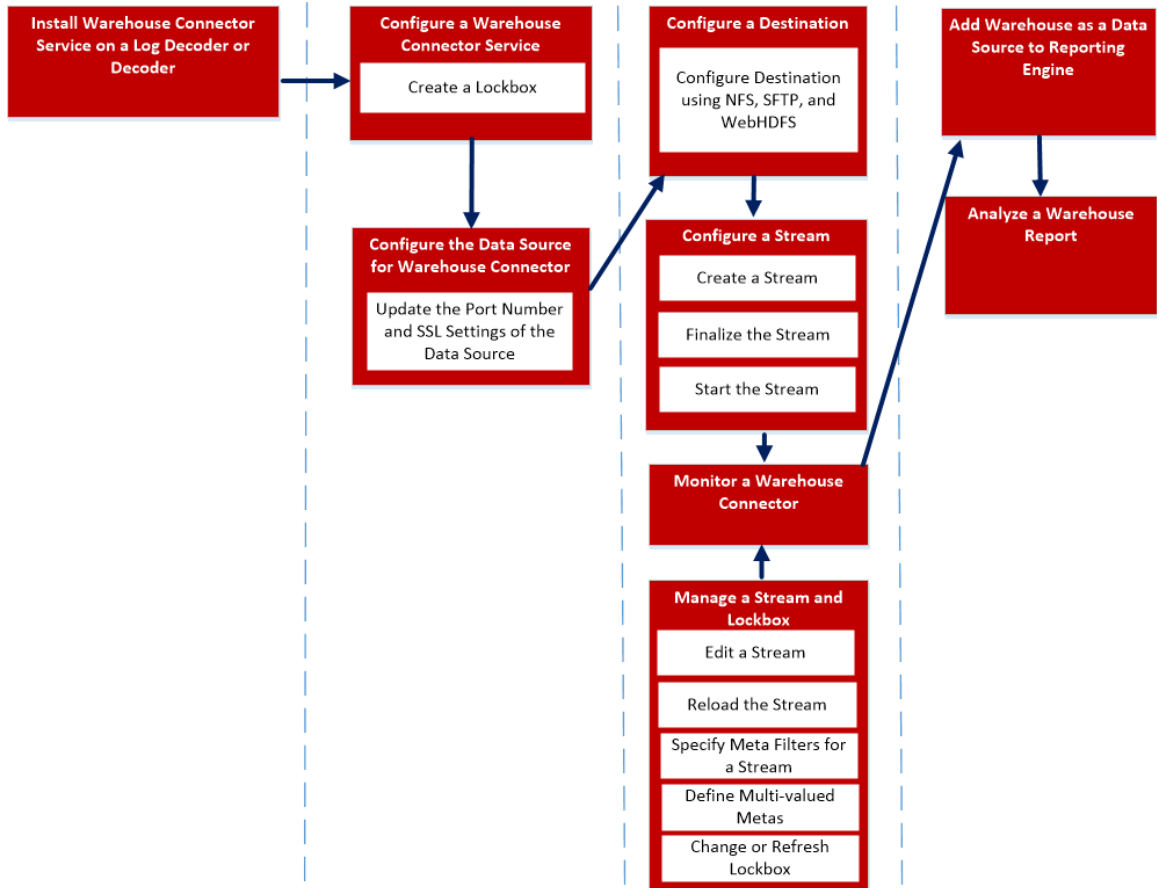 Install Warehouse Connector
Service on a Log Decoder or
Decoder
Configure a Warehouse
Connector Service
Create a Lockbox
Configure the Data Source
for Warehouse Connector
Update the Port Number
and SSL Settings of the
Data Source
Configure a Destination
Configure Destination
using NFS, SFTP, and
WebHDFS
Configure a Stream
Create a Stream
Finalize the Stream
Start the Stream
Monitor a Warehouse
Connector
Manage a Stream and
Lockbox
Edit a Stream
Reload the Stream
Specify Meta Filters for
a Stream
Define Multi-valued
Metas
Change or Refresh
Lockbox
Add Warehouse as a Data
Source to Reporting
Engine
Analyze a Warehouse
Report